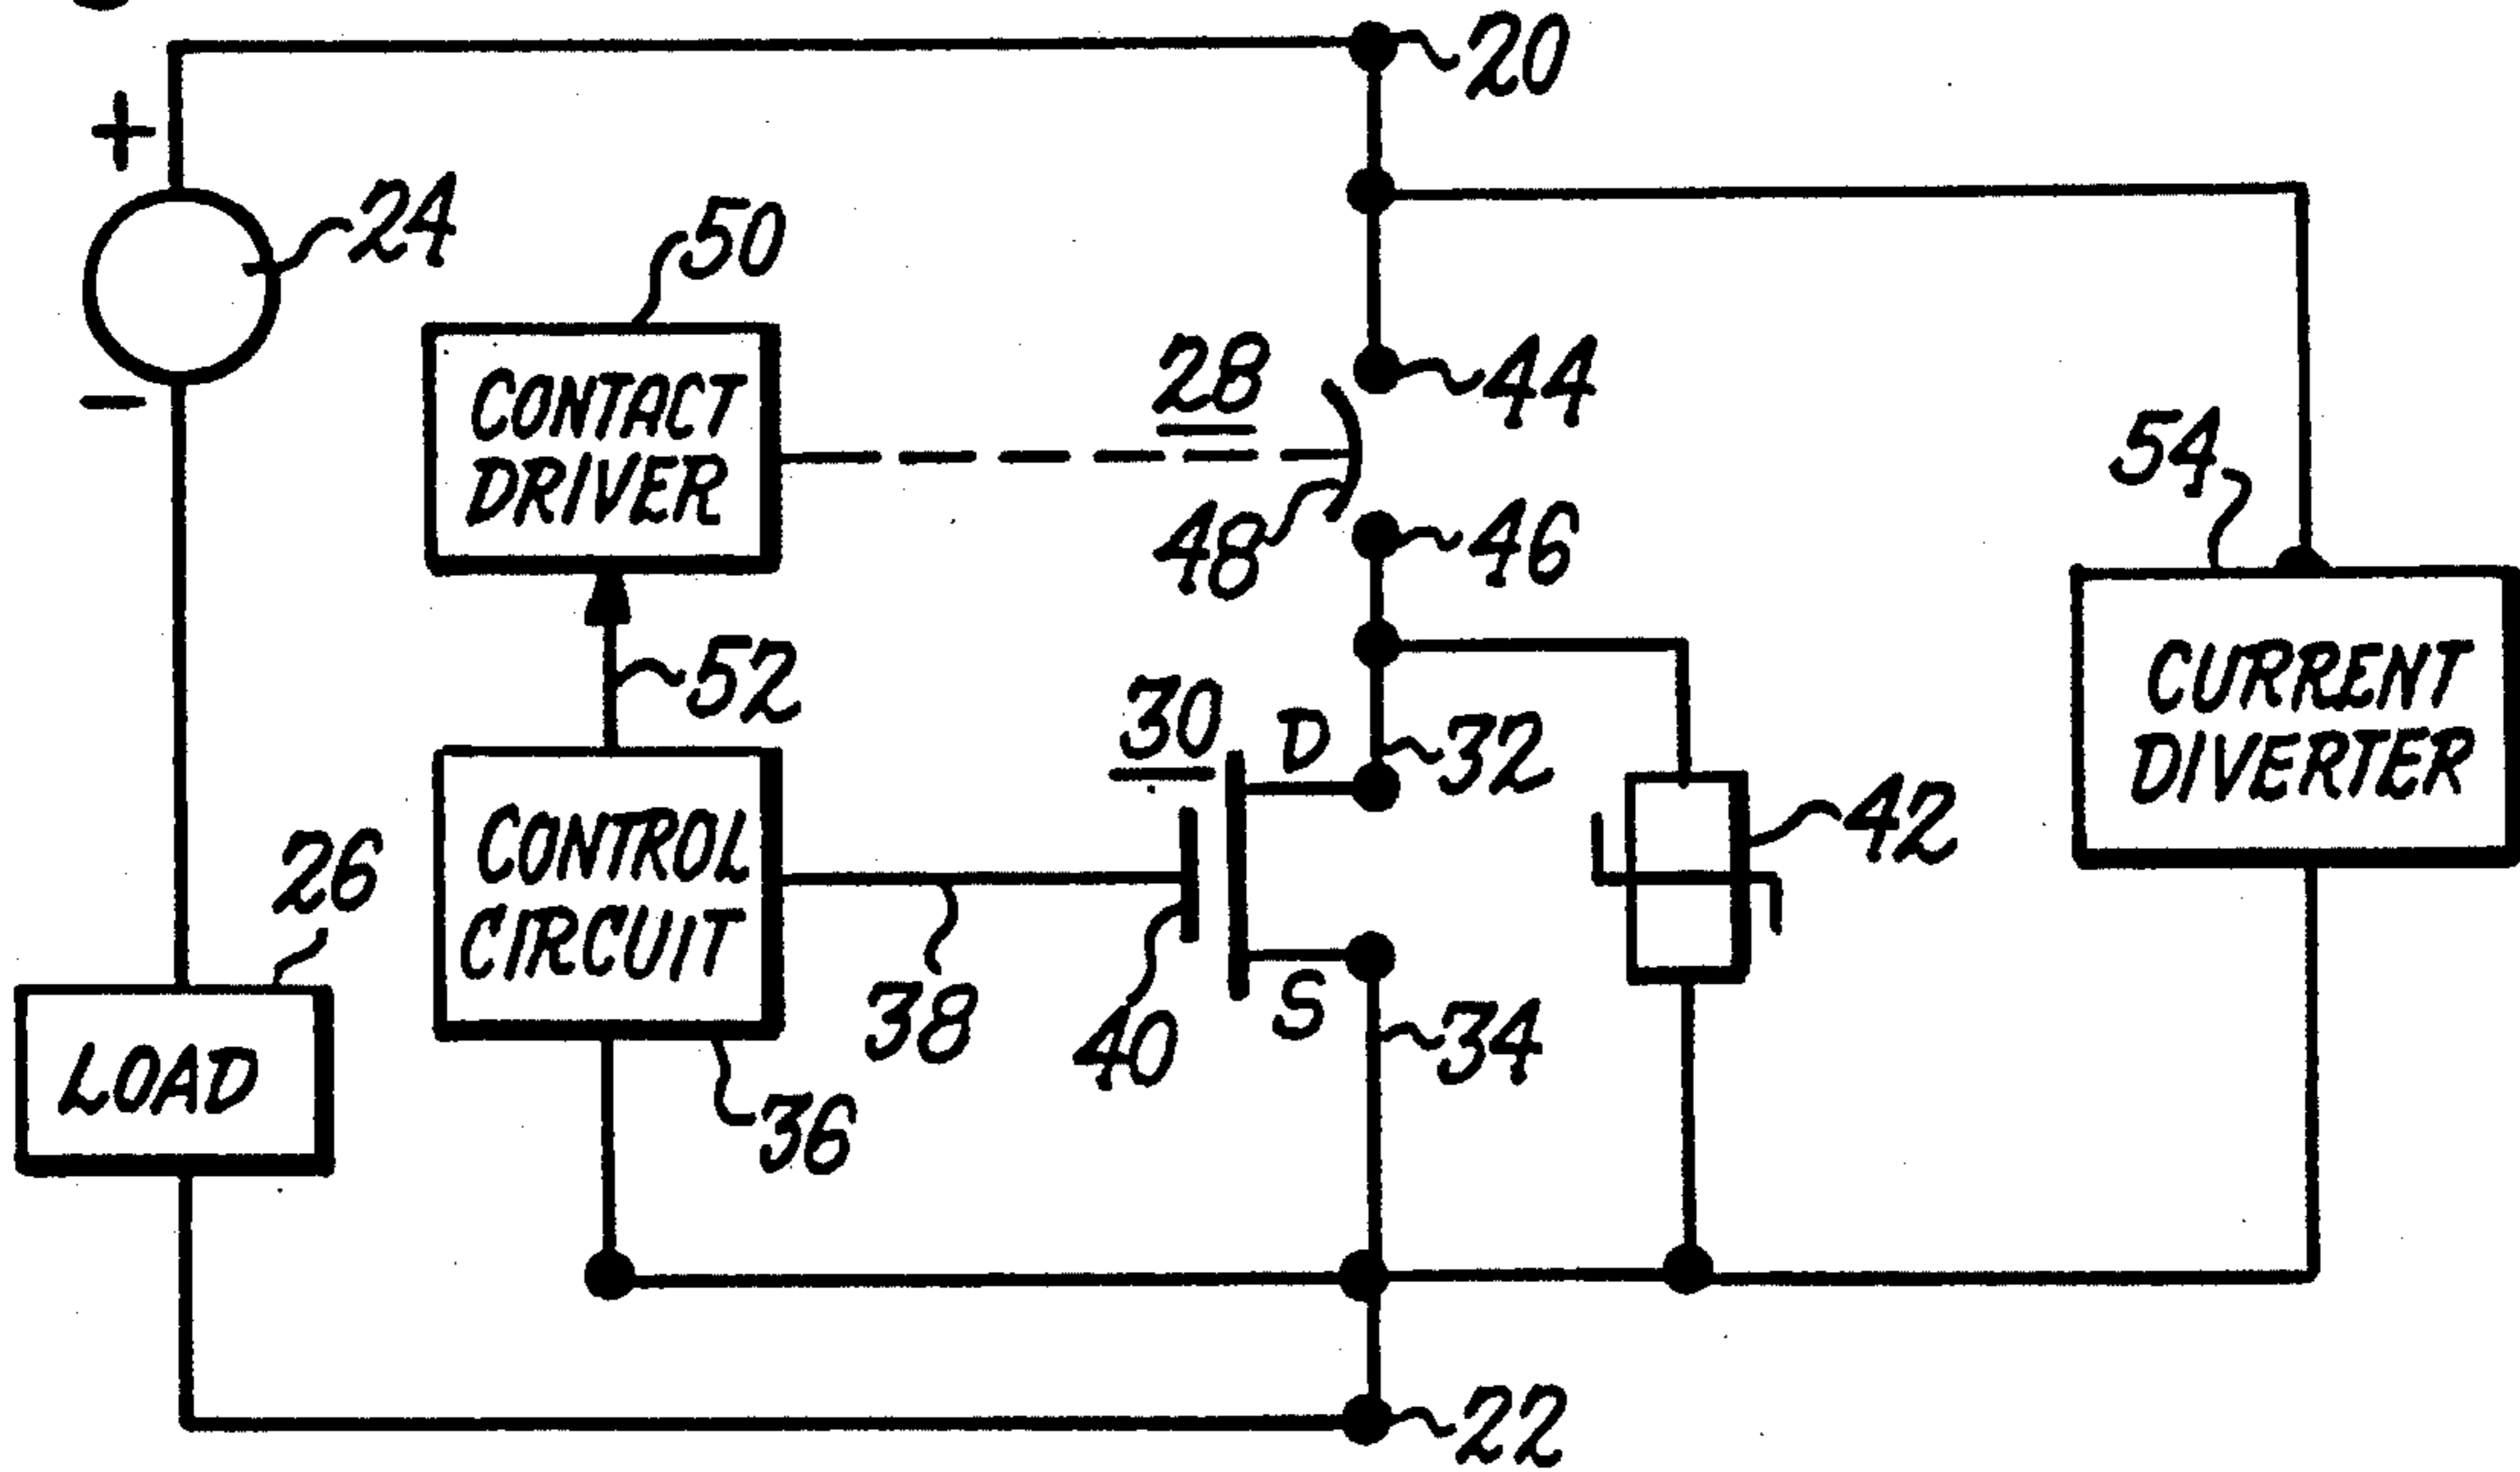 20
+
24
50
−
CONTACT
DRIVER
28
44
48
46
54
52
30
D
32
CURRENT
DIVERTER
42
CONTROL
CIRCUIT
26
38
40
S
34
LOAD
36
22